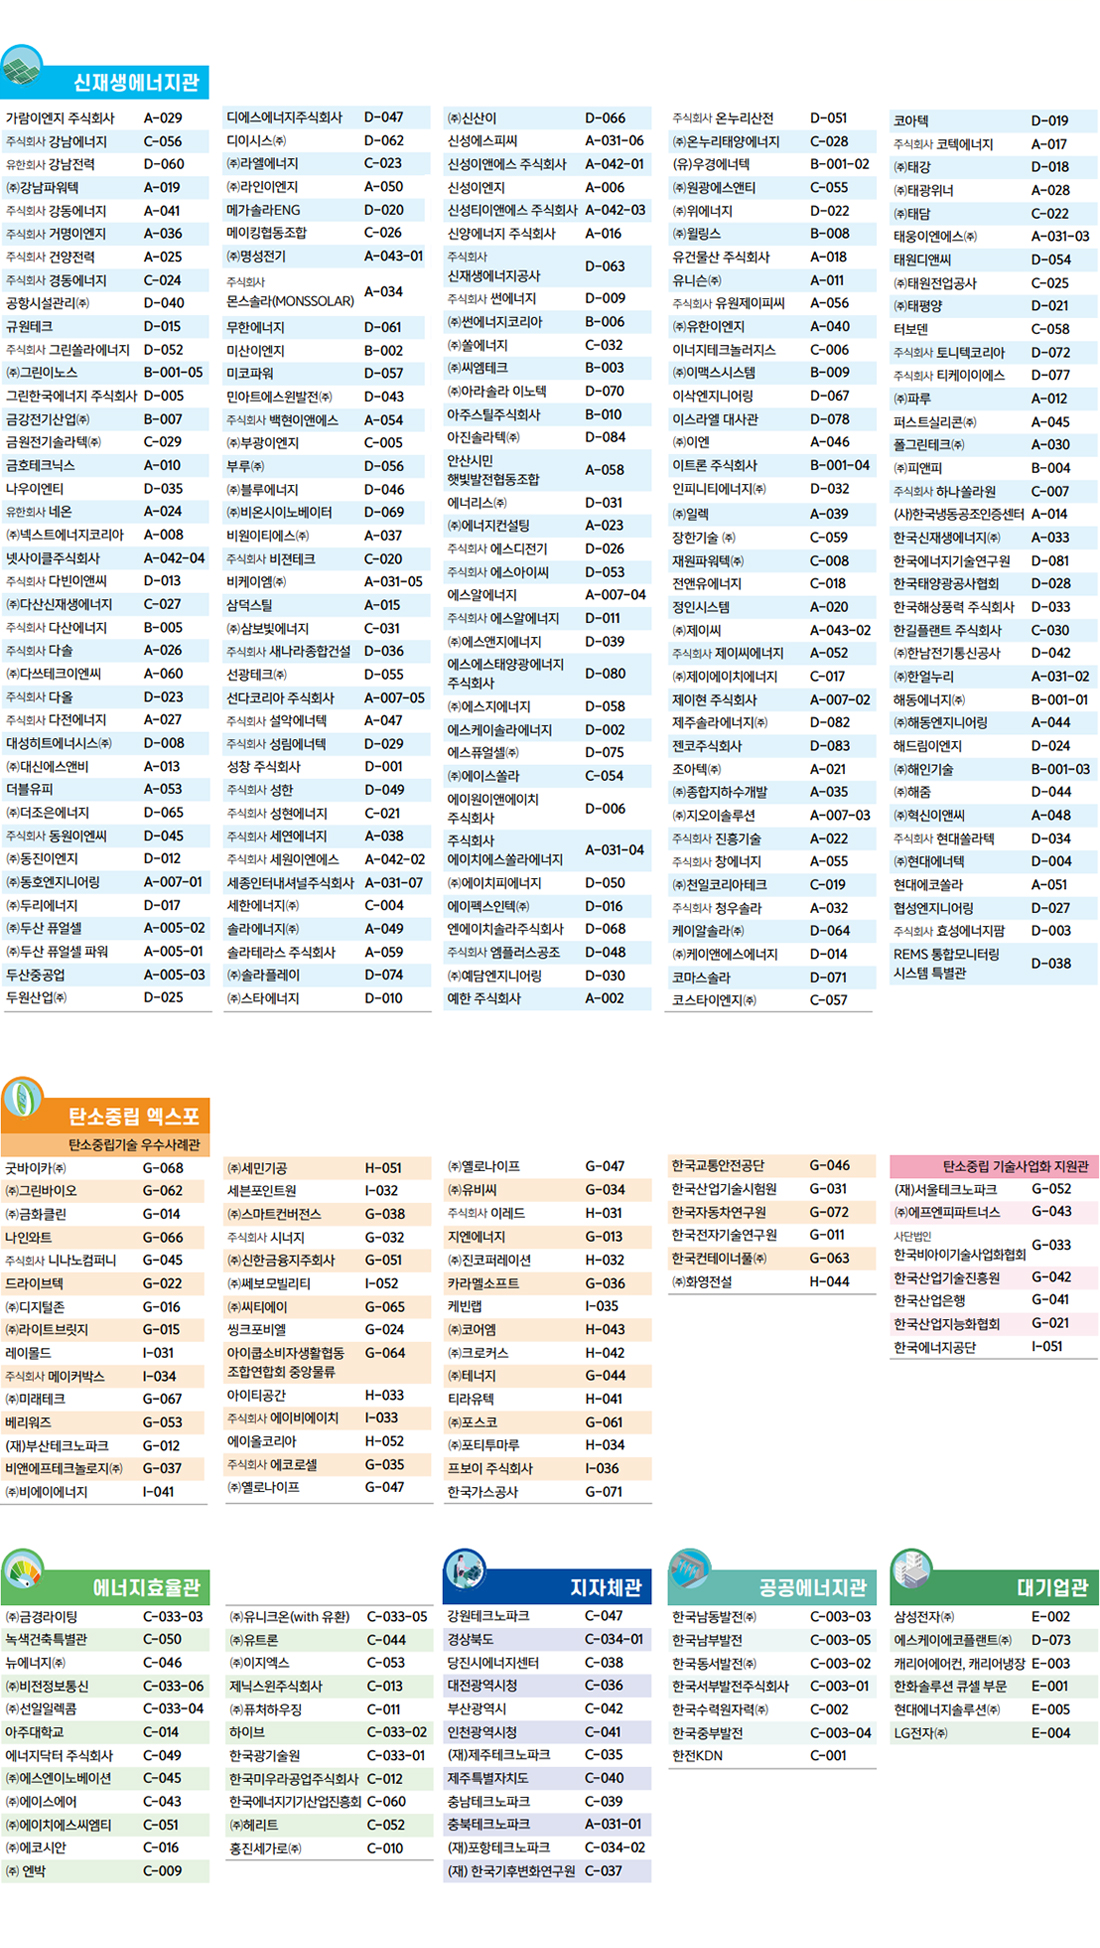 신재생에너지관
가람이엔지 주식회사 A-029
주식회사 강남에너지 C-056
유한회사 강남전력 D-060
㈜강남파워텍 A-019
주식회사 강동에너지 A-041
주식회사 거명이엔지 A-036
주식회사 건양전력 A-025
주식회사 경동에너지 C-024
공항시설관리㈜ D-040
규원테크 D-015
주식회사 그린쏠라에너지 D-052
㈜그린이노스 B-001-05
그린한국에너지 주식회사 D-005
금강전기산업㈜ B-007
금원전기솔라텍㈜ C-029
금호테크닉스 A-010
나우이엔티 D-035
유한회사 네온 A-024
㈜넥스트에너지코리아 A-008
넷사이클주식회사 A-042-04
주식회사 다빈이앤씨 D-013
㈜다산신재생에너지 C-027
주식회사 다산에너지 B-005
주식회사 다솔 A-026
㈜다쓰테크이엔씨 A-060
주식회사 다올 D-023
주식회사 다전에너지 A-027
대성히트에너시스㈜ D-008
㈜대신에스앤비 A-013
더블유피 A-053
㈜더조은에너지 D-065
주식회사 동원이엔씨 D-045
㈜동진이엔지 D-012
㈜동호엔지니어링 A-007-01
㈜두리에너지 D-017
㈜두산 퓨얼셀 A-005-02
㈜두산 퓨얼셀 파워 A-005-01
두산중공업 A-005-03
두원산업㈜ D-025
디에스에너지주식회사 D-047
디이시스㈜ D-062
㈜라엘에너지 C-023
㈜라인이엔지 A-050
메가솔라ENG D-020
메이킹협동조합 C-026
㈜명성전기 A-043-01
주식회사
몬스솔라(MONSSOLAR) A-034
무한에너지 D-061
미산이엔지 B-002
미코파워 D-057
민아트에스윈발전㈜ D-043
주식회사 백현이앤에스 A-054
㈜부광이엔지 C-005
부루㈜ D-056
㈜블루에너지 D-046
㈜비온시이노베이터 D-069
비원이티에스㈜ A-037
주식회사 비젼테크 C-020
비케이엠㈜ A-031-05
삼덕스틸 A-015
㈜삼보빛에너지 C-031
주식회사 새나라종합건설 D-036
선광테크㈜ D-055
선다코리아 주식회사 A-007-05
주식회사 설악에너텍 A-047
주식회사 성림에너텍 D-029
성창 주식회사 D-001
주식회사 성한 D-049
주식회사 성현에너지 C-021
주식회사 세연에너지 A-038
주식회사 세원이엔에스 A-042-02
세종인터내셔널주식회사 A-031-07
세한에너지㈜ C-004
솔라에너지㈜ A-049
솔라테라스 주식회사 A-059
㈜솔라플레이 D-074
㈜스타에너지 D-010
㈜신산이 D-066
신성에스피씨 A-031-06
신성이앤에스 주식회사 A-042-01
신성이엔지 A-006
신성티이앤에스 주식회사 A-042-03
신양에너지 주식회사 A-016
주식회사
신재생에너지공사 D-063
주식회사 썬에너지 D-009
㈜썬에너지코리아 B-006
㈜쏠에너지 C-032
㈜씨엠테크 B-003
㈜아라솔라 이노텍 D-070
아주스틸주식회사 B-010
아진솔라텍㈜ D-084
안산시민
햇빛발전협동조합 A-058
에너리스㈜ D-031
㈜에너지컨설팅 A-023
주식회사 에스디전기 D-026
주식회사 에스아이씨 D-053
에스알에너지 A-007-04
주식회사 에스알에너지 D-011
㈜에스앤지에너지 D-039
에스에스태양광에너지
주식회사 D-080
㈜에스지에너지 D-058
에스케이솔라에너지 D-002
에스퓨얼셀㈜ D-075
㈜에이스쏠라 C-054
에이원이앤에이치
주식회사 D-006
주식회사
에이치에스쏠라에너지 A-031-04
㈜에이치피에너지 D-050
에이펙스인텍㈜ D-016
엔에이치솔라주식회사 D-068
주식회사 엠플러스공조 D-048
㈜예담엔지니어링 D-030
예한 주식회사 A-002
주식회사 온누리산전 D-051
㈜온누리태양에너지 C-028
(유)우경에너텍 B-001-02
㈜원광에스앤티 C-055
㈜위에너지 D-022
㈜윌링스 B-008
유건물산 주식회사 A-018
유니슨㈜ A-011
주식회사 유원제이피씨 A-056
㈜유한이엔지 A-040
이너지테크놀러지스 C-006
㈜이맥스시스템 B-009
이삭엔지니어링 D-067
이스라엘 대사관 D-078
㈜이엔 A-046
이트론 주식회사 B-001-04
인피니티에너지㈜ D-032
㈜일렉 A-039
장한기술 ㈜ C-059
재원파워텍㈜ C-008
전앤유에너지 C-018
정인시스템 A-020
㈜제이씨 A-043-02
주식회사 제이씨에너지 A-052
㈜제이에이치에너지 C-017
제이현 주식회사 A-007-02
제주솔라에너지㈜ D-082
젠코주식회사 D-083
조아텍㈜ A-021
㈜종합지하수개발 A-035
㈜지오이솔루션 A-007-03
주식회사 진흥기술 A-022
주식회사 창에너지 A-055
㈜천일코리아테크 C-019
주식회사 청우솔라 A-032
케이알솔라㈜ D-064
㈜케이앤에스에너지 D-014
코마스솔라 D-071
코스타이엔지㈜ C-057
코아텍 D-019
주식회사 코텍에너지 A-017
㈜태강 D-018
㈜태광위너 A-028
㈜태담 C-022
태웅이엔에스㈜ A-031-03
태원디앤씨 D-054
㈜태원전업공사 C-025
㈜태평양 D-021
터보덴 C-058
주식회사 토니텍코리아 D-072
주식회사 티케이이에스 D-077
㈜파루 A-012
퍼스트실리콘㈜ A-045
폴그린테크㈜ A-030
㈜피앤피 B-004
주식회사 하나쏠라원 C-007
(사)한국냉동공조인증센터 A-014
한국신재생에너지㈜ A-033
한국에너지기술연구원 D-081
한국태양광공사협회 D-028
한국해상풍력 주식회사 D-033
한길플랜트 주식회사 C-030
㈜한남전기통신공사 D-042
㈜한얼누리 A-031-02
해동에너지㈜ B-001-01
㈜해동엔지니어링 A-044
해드림이엔지 D-024
㈜해인기술 B-001-03
㈜해줌 D-044
㈜혁신이앤씨 A-048
주식회사 현대쏠라텍 D-034
㈜현대에너텍 D-004
현대에코쏠라 A-051
협성엔지니어링 D-027
주식회사 효성에너지팜 D-003
REMS 통합모니터링
시스템 특별관 D-038
탄소중립 엑스포
탄소중립기술 우수사례관
굿바이카㈜ G-068
㈜그린바이오 G-062
㈜금화클린 G-014
나인와트 G-066
주식회사 니나노컴퍼니 G-045
드라이브텍 G-022
㈜디지털존 G-016
㈜라이트브릿지 G-015
레이몰드 I-031
주식회사 메이커박스 I-034
㈜미래테크 G-067
베리워즈 G-053
(재)부산테크노파크 G-012
비앤에프테크놀로지㈜ G-037
㈜비에이에너지 I-041
㈜세민기공 H-051
세븐포인트원 I-032
㈜스마트컨버전스 G-038
주식회사 시너지 G-032
㈜신한금융지주회사 G-051
㈜쎄보모빌리티 I-052
㈜씨티에이 G-065
씽크포비엘 G-024
아이쿱소비자생활협동 G-064
조합연합회 중앙물류
아이티공간 H-033
주식회사 에이비에이치 I-033
에이올코리아 H-052
주식회사 에코로셀 G-035
㈜옐로나이프 G-047
㈜옐로나이프 G-047
㈜유비씨 G-034
주식회사 이레드 H-031
지엔에너지 G-013
㈜진코퍼레이션 H-032
카라멜소프트 G-036
케빈랩 I-035
㈜코어엠 H-043
㈜크로커스 H-042
㈜테너지 G-044
티라유텍 H-041
㈜포스코 G-061
㈜포티투마루 H-034
프보이 주식회사 I-036
한국가스공사 G-071
한국교통안전공단 G-046
한국산업기술시험원 G-031
한국자동차연구원 G-072
한국전자기술연구원 G-011
한국컨테이너풀㈜ G-063
㈜화영전설 H-044
탄소중립 기술사업화 지원관
(재)서울테크노파크 G-052
㈜에프엔피파트너스 G-043
사단법인
한국비아이기술사업화협회 G-033
한국산업기술진흥원 G-042
한국산업은행 G-041
한국산업지능화협회 G-021
한국에너지공단 I-051
에너지효율관
㈜금경라이팅 C-033-03
녹색건축특별관 C-050
뉴에너지㈜ C-046
㈜비전정보통신 C-033-06
㈜선일일렉콤 C-033-04
아주대학교 C-014
에너지닥터 주식회사 C-049
㈜에스엔이노베이션 C-045
㈜에이스에어 C-043
㈜에이치에스씨엠티 C-051
㈜에코시안 C-016
㈜ 엔박 C-009
㈜유니크온(with 유환) C-033-05
㈜유트론 C-044
㈜이지엑스 C-053
제닉스윈주식회사 C-013
㈜퓨처하우징 C-011
하이브 C-033-02
한국광기술원 C-033-01
한국미우라공업주식회사 C-012
한국에너지기기산업진흥회 C-060
㈜헤리트 C-052
홍진세가로㈜ C-010
지자체관
강원테크노파크 C-047
경상북도 C-034-01
당진시에너지센터 C-038
대전광역시청 C-036
부산광역시 C-042
인천광역시청 C-041
(재)제주테크노파크 C-035
제주특별자치도 C-040
충남테크노파크 C-039
충북테크노파크 A-031-01
(재)포항테크노파크 C-034-02
(재) 한국기후변화연구원 C-037
공공에너지관
한국남동발전㈜ C-003-03
한국남부발전 C-003-05
한국동서발전㈜ C-003-02
한국서부발전주식회사 C-003-01
한국수력원자력㈜ C-002
한국중부발전 C-003-04
한전KDN C-001
대기업관
삼성전자㈜ E-002
에스케이에코플랜트㈜ D-073
캐리어에어컨, 캐리어냉장 E-003
한화솔루션 큐셀 부문 E-001
현대에너지솔루션㈜ E-005
LG전자㈜ E-004